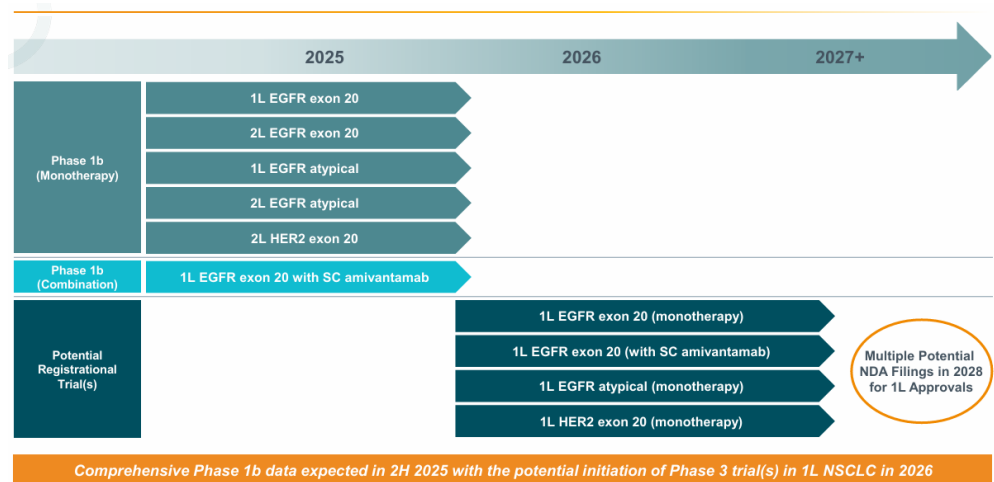 2025
2026
2027+
Phase 1b
(Monotherapy)
1L EGFR exon 20
2L EGFR exon 20
1L EGFR atypical
2L EGFR atypical
2L HER2 exon 20
Phase 1b
(Combination)
1L EGFR exon 20 with SC amivantamab
Potential
Registrational
Trial(s)
1L EGFR exon 20 (monotherapy)
1L EGFR exon 20 (with SC amivantamab)
1L EGFR atypical (monotherapy)
1L HER2 exon 20 (monotherapy)
Multiple Potential
NDA Filings in 2028
for 1L Approvals
Comprehensive Phase 1b data expected in 2H 2025 with the potential initiation of Phase 3 trial(s) in 1L NSCLC in 2026